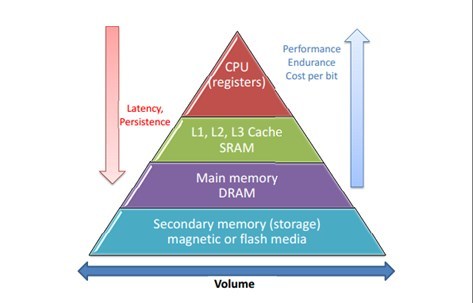 CPU
(registers)
L1, L2, L3 Cache
SRAM
Main memory
DRAM
Secondary memory (storage)
magnetic or flash media
Latency,
Persistence
Performance
Endurance
Cost per bit
Volume